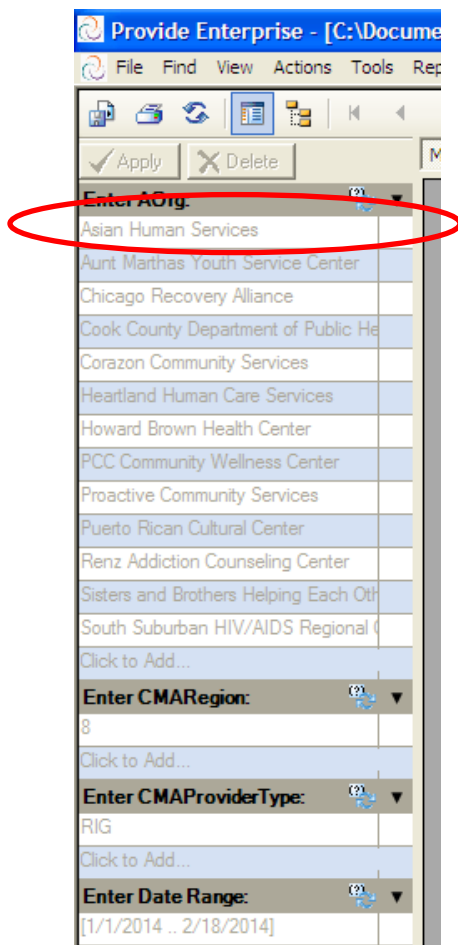 Provide Enterprise - [C:\Docume
File Find View Actions Tools Rep
Apply Delete M
Enter AOrg:
Asian Human Services
Aunt Marthas Youth Service Center
Chicago Recovery Alliance
Cook County Department of Public He
Corazon Community Services
Heartland Human Care Services
Howard Brown Health Center
PCC Community Wellness Center
Proactive Community Services
Puerto Rican Cultural Center
Renz Addiction Counseling Center
Sisters and Brothers Helping Each Oth
South Suburban HIV/AIDS Regional (
Click to Add...
Enter CMARegion:
8
Click to Add...
Enter CMAProviderType:
RIG
Click to Add...
Enter Date Range:
[1/1/2014 .. 2/18/2014]